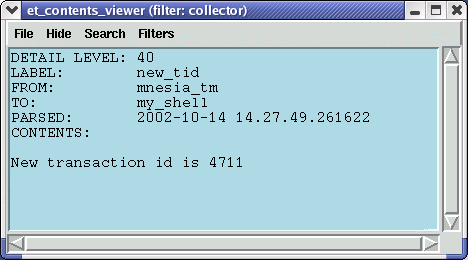 et_contents_viewer (filter: collector)
File Hide Search Filters
DETAIL LEVEL: 40
LABEL: new_tid
FROM: mnesia_tm
TO: my_shell
PARSED: 2002-10-14 14.27.49.261622
CONTENTS:
New transaction id is 4711